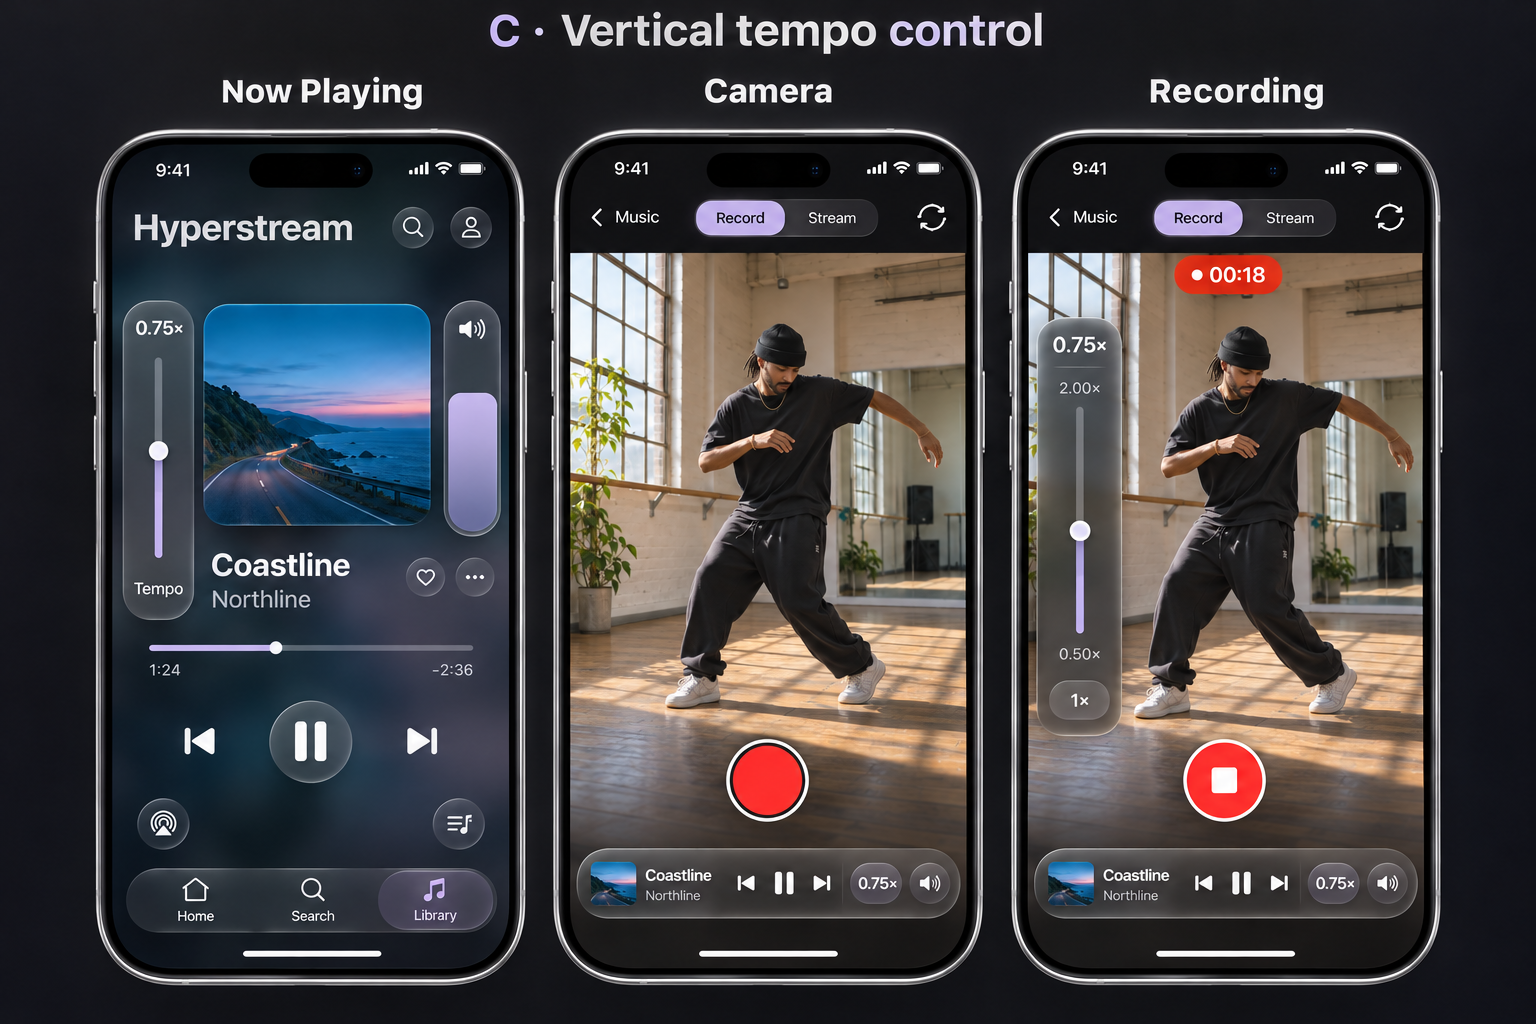 C · Vertical tempo control
Now Playing
9:41
Hyperstream
0.75×
Tempo
Coastline
Northline
1:24
-2:36
Home
Search
Library
Camera
9:41
Music
Record
Stream
Coastline
Northline
0.75×
Recording
9:41
Music
Record
Stream
00:18
0.75×
2.00×
0.50×
1×
Coastline
Northline
0.75×